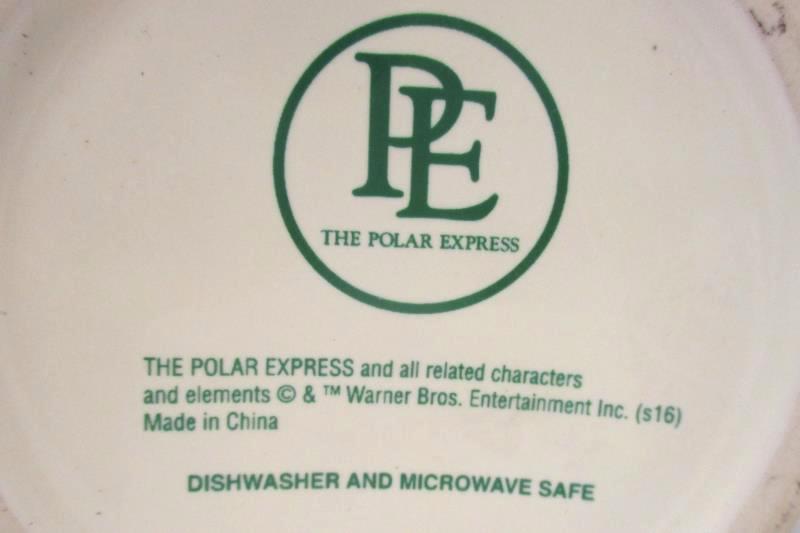 PE
THE POLAR EXPRESS
THE POLAR EXPRESS and all related characters
and elements © & ™ Warner Bros. Entertainment Inc. (s16)
Made in China
DISHWASHER AND MICROWAVE SAFE